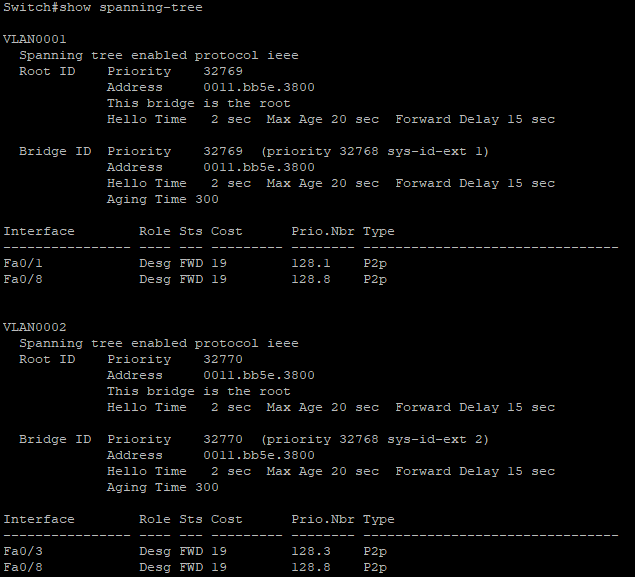 Switch#show spanning-tree
VLAN0001
  Spanning tree enabled protocol ieee
  Root ID    Priority    32769
             Address     0011.bb5e.3800
             This bridge is the root
             Hello Time   2 sec  Max Age 20 sec  Forward Delay 15 sec
  Bridge ID  Priority    32769  (priority 32768 sys-id-ext 1)
             Address     0011.bb5e.3800
             Hello Time   2 sec  Max Age 20 sec  Forward Delay 15 sec
             Aging Time 300
Interface        Role Sts Cost      Prio.Nbr Type
---------------- ---- --- --------- -------- --------------------------------
Fa0/1            Desg FWD 19        128.1    P2p
Fa0/8            Desg FWD 19        128.8    P2p
VLAN0002
  Spanning tree enabled protocol ieee
  Root ID    Priority    32770
             Address     0011.bb5e.3800
             This bridge is the root
             Hello Time   2 sec  Max Age 20 sec  Forward Delay 15 sec
  Bridge ID  Priority    32770  (priority 32768 sys-id-ext 2)
             Address     0011.bb5e.3800
             Hello Time   2 sec  Max Age 20 sec  Forward Delay 15 sec
             Aging Time 300
Interface        Role Sts Cost      Prio.Nbr Type
---------------- ---- --- --------- -------- --------------------------------
Fa0/3            Desg FWD 19        128.3    P2p
Fa0/8            Desg FWD 19        128.8    P2p